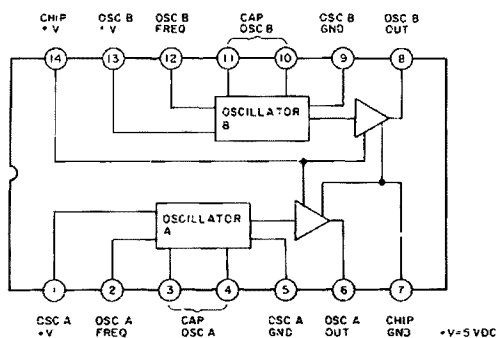 CHIP +V
OSC B +V
OSC B FREQ
CAP OSC B
OSC B GND
OSC B OUT
14 13 12 11 10 9 8
OSCILLATOR B
OSCILLATOR A
1 2 3 4 5 6 7
OSC A +V
OSC A FREQ
CAP OSC A
OSC A GND
OSC A OUT
CHIP GND
+V=5 VDC